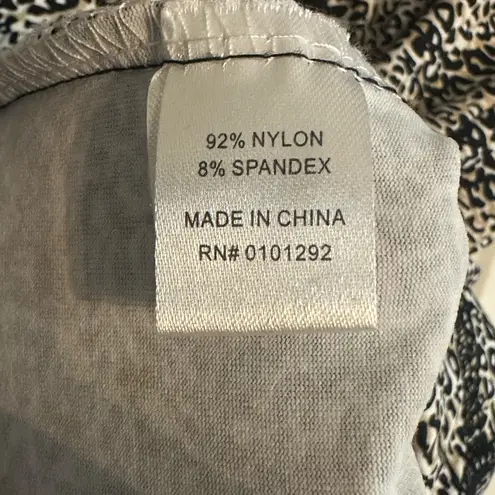 92% NYLON
8% SPANDEX
MADE IN CHINA
RN# 0101292